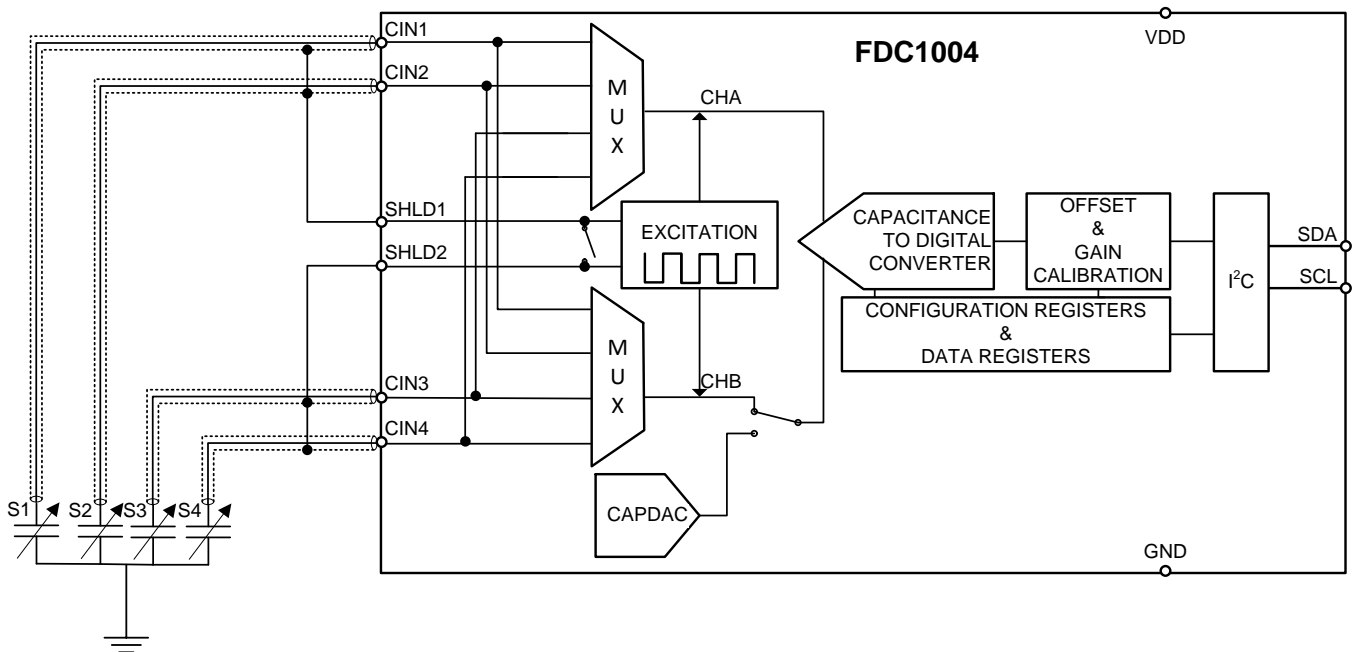 CIN1
FDC1004
VDD
CIN2
M
U
X
CHA
SHLD1
EXCITATION
CAPACITANCE
TO DIGITAL
CONVERTER
OFFSET
&
GAIN
CALIBRATION
I²C
SDA
SCL
SHLD2
CONFIGURATION REGISTERS
&
DATA REGISTERS
M
U
X
CHB
CIN3
CIN4
S1
S2
S3
S4
CAPDAC
GND